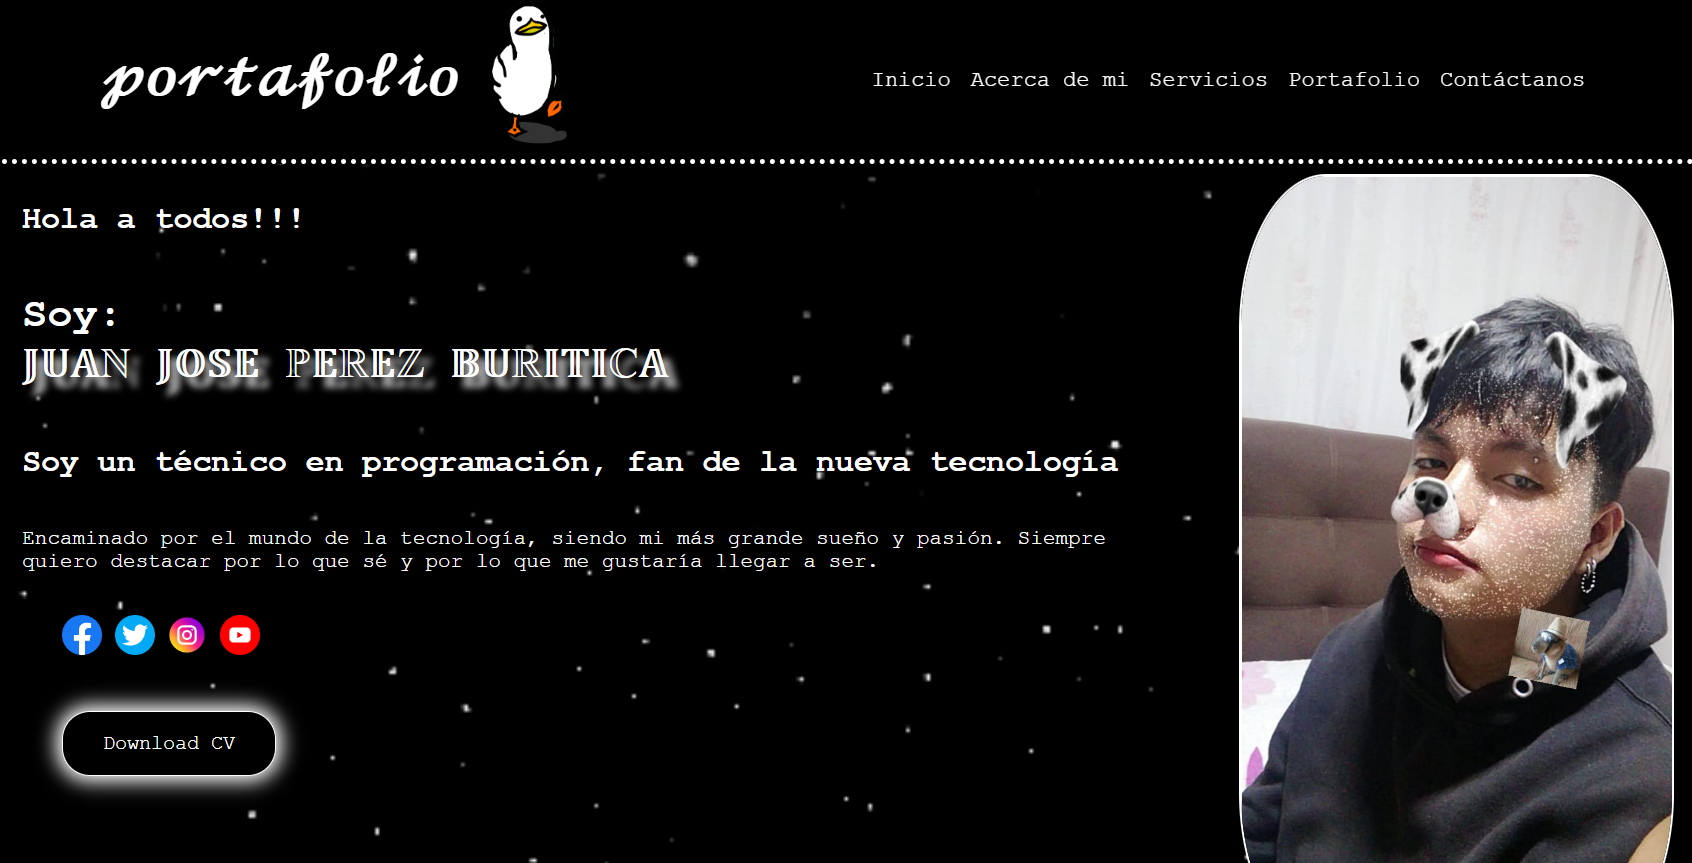 portafolio
Inicio Acerca de mi Servicios Portafolio Contáctanos
Hola a todos!!!
Soy:
JUAN JOSE PEREZ BURITICA
Soy un técnico en programación, fan de la nueva tecnología
Encaminado por el mundo de la tecnología, siendo mi más grande sueño y pasión. Siempre
quiero destacar por lo que sé y por lo que me gustaría llegar a ser.
Download CV